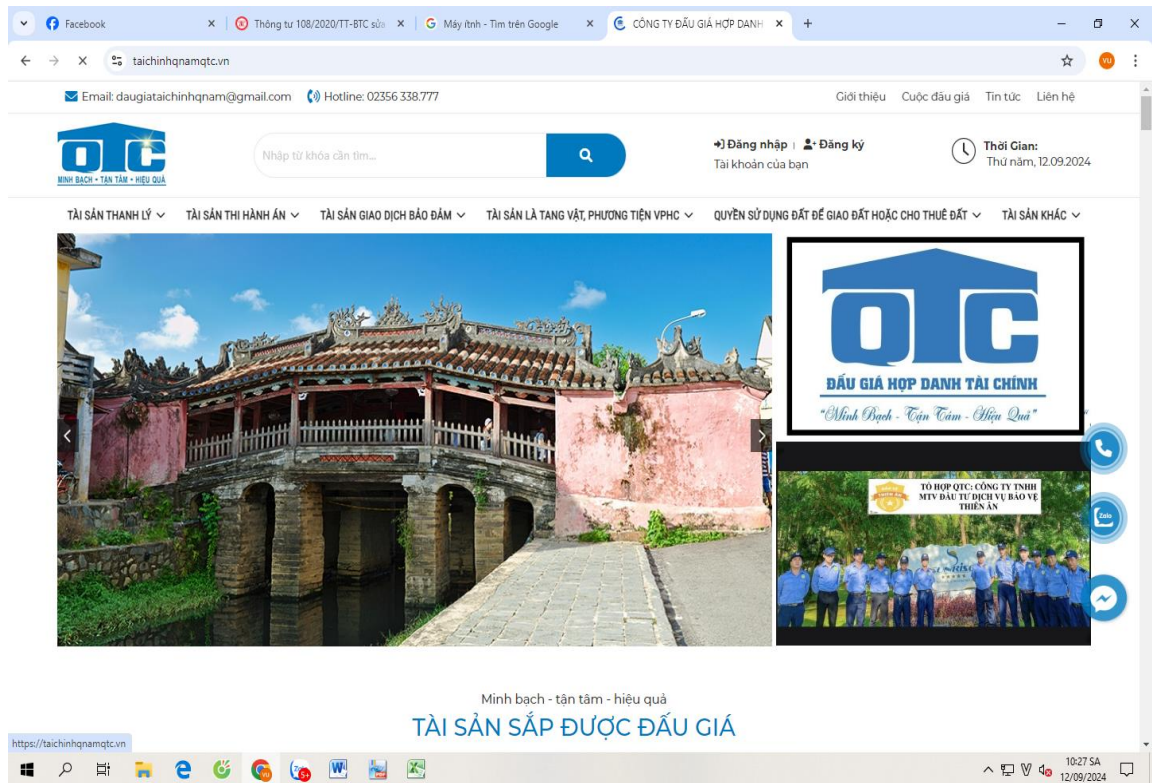 Facebook
Thông tư 108/2020/TT-BTC sửa
Máy ítnh - Tìm trên Google
CÔNG TY ĐẤU GIÁ HỢP DANH
taichinhqnamqtc.vn
VU
Email: daugiataichinhqnam@gmail.com
Hotline: 02356 338.777
Giới thiệu
Cuộc đấu giá
Tin tức
Liên hệ
QTC
MINH BẠCH - TẬN TÂM - HIỆU QUẢ
Nhập từ khóa cần tìm...
Đăng nhập | Đăng ký
Tài khoản của bạn
Thời Gian:
Thứ năm, 12.09.2024
TÀI SẢN THANH LÝ
TÀI SẢN THI HÀNH ÁN
TÀI SẢN GIAO DỊCH BẢO ĐẢM
TÀI SẢN LÀ TANG VẬT, PHƯƠNG TIỆN VPHC
QUYỀN SỬ DỤNG ĐẤT ĐỂ GIAO ĐẤT HOẶC CHO THUÊ ĐẤT
TÀI SẢN KHÁC
QTC
ĐẤU GIÁ HỢP DANH TÀI CHÍNH
"Minh Bạch - Tận Tâm - Hiệu Quả"
TỔ HỢP QTC: CÔNG TY TNHH
MTV ĐẦU TƯ DỊCH VỤ BẢO VỆ
THIÊN ÂN
Zalo
Minh bạch - tận tâm - hiệu quả
TÀI SẢN SẮP ĐƯỢC ĐẤU GIÁ
https://taichinhqnamqtc.vn
5+
10:27 SA
12/09/2024